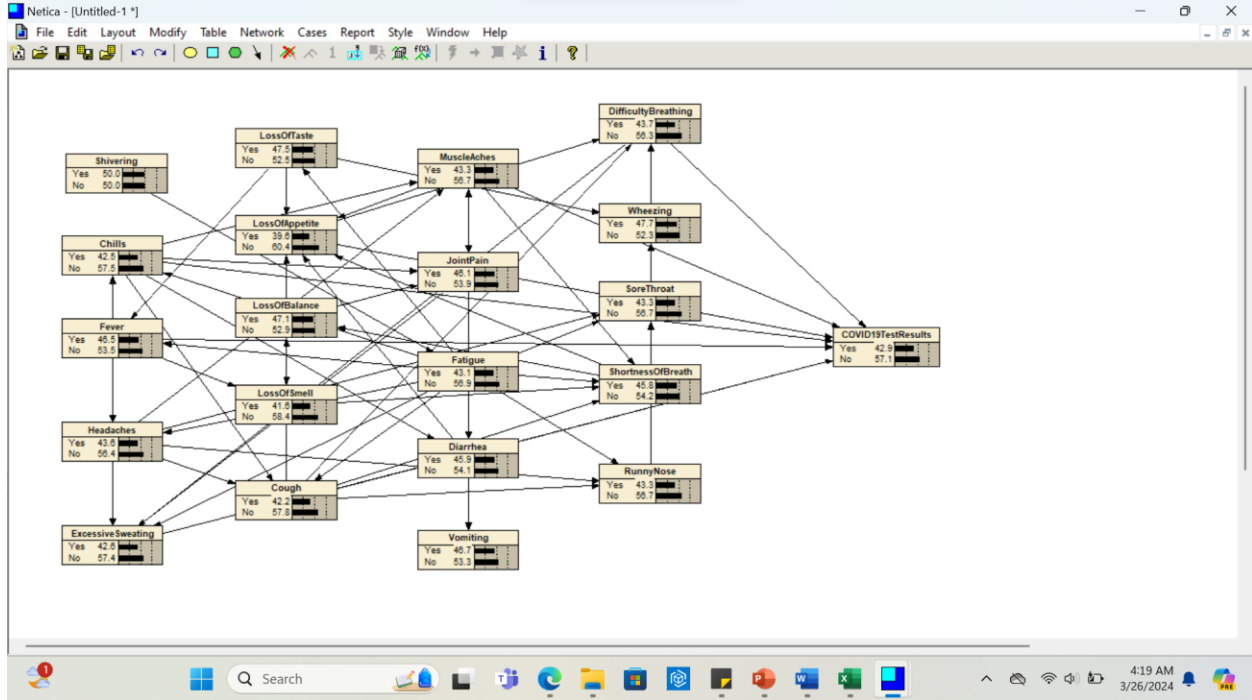 Netica - [Untitled-1 *]
File Edit Layout Modify Table Network Cases Report Style Window Help
Shivering
Yes 50.0
No 50.0
Chills
Yes 42.5
No 57.5
Fever
Yes 46.5
No 53.5
Headaches
Yes 43.6
No 56.4
ExcessiveSweating
Yes 42.6
No 57.4
LossOfTaste
Yes 47.5
No 52.5
LossOfAppetite
Yes 39.6
No 60.4
LossOfBalance
Yes 47.1
No 52.9
LossOfSmell
Yes 41.6
No 58.4
Cough
Yes 42.2
No 57.8
MuscleAches
Yes 43.3
No 56.7
JointPain
Yes 46.1
No 53.9
Fatigue
Yes 43.1
No 56.9
Diarrhea
Yes 45.9
No 54.1
Vomiting
Yes 46.7
No 53.3
DifficultyBreathing
Yes 43.7
No 56.3
Wheezing
Yes 47.7
No 52.3
SoreThroat
Yes 43.3
No 56.7
ShortnessOfBreath
Yes 45.8
No 54.2
RunnyNose
Yes 43.3
No 56.7
COVID19TestResults
Yes 42.9
No 57.1
Search
4:19 AM
3/26/2024
PRE